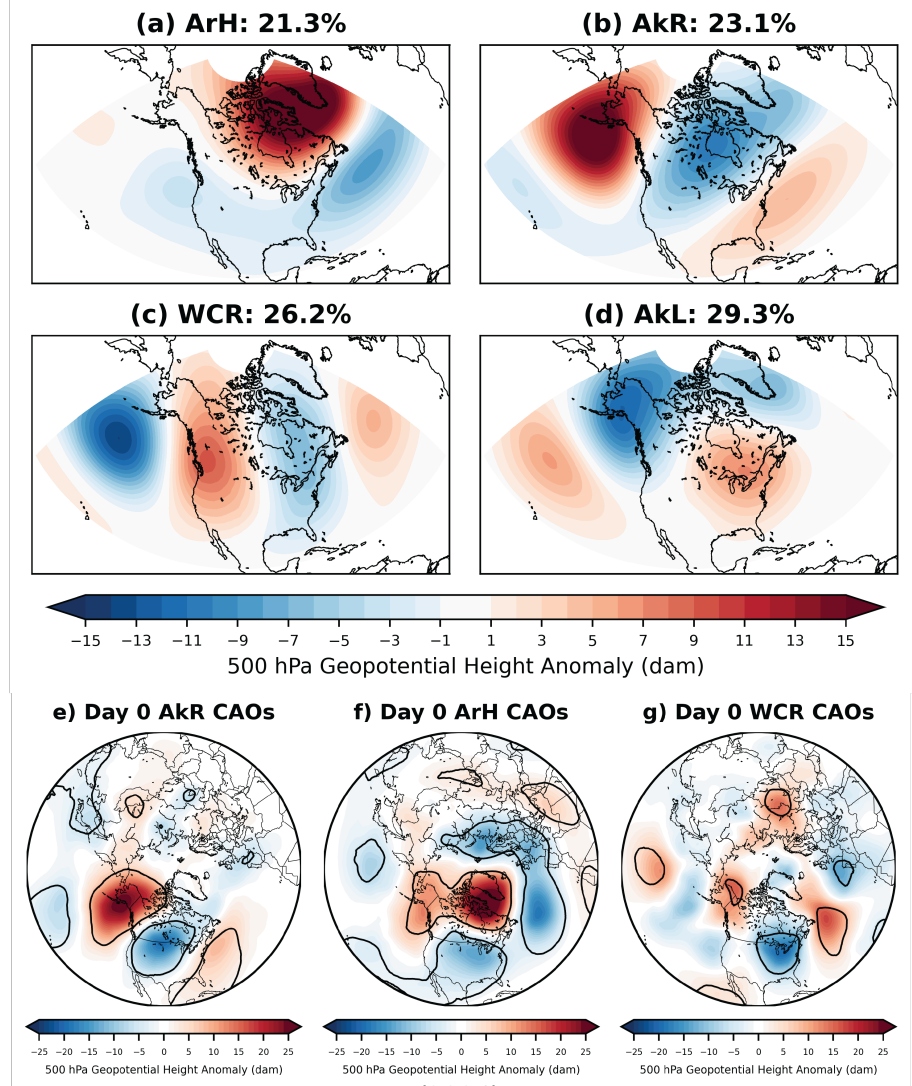 (a) ArH: 21.3%
(b) AkR: 23.1%
(c) WCR: 26.2%
(d) AkL: 29.3%
−15 −13 −11 −9 −7 −5 −3 −1 1 3 5 7 9 11 13 15
500 hPa Geopotential Height Anomaly (dam)
e) Day 0 AkR CAOs
f) Day 0 ArH CAOs
g) Day 0 WCR CAOs
−25 −20 −15 −10 −5 0 5 10 15 20 25
−25 −20 −15 −10 −5 0 5 10 15 20 25
−25 −20 −15 −10 −5 0 5 10 15 20 25
500 hPa Geopotential Height Anomaly (dam)
500 hPa Geopotential Height Anomaly (dam)
500 hPa Geopotential Height Anomaly (dam)